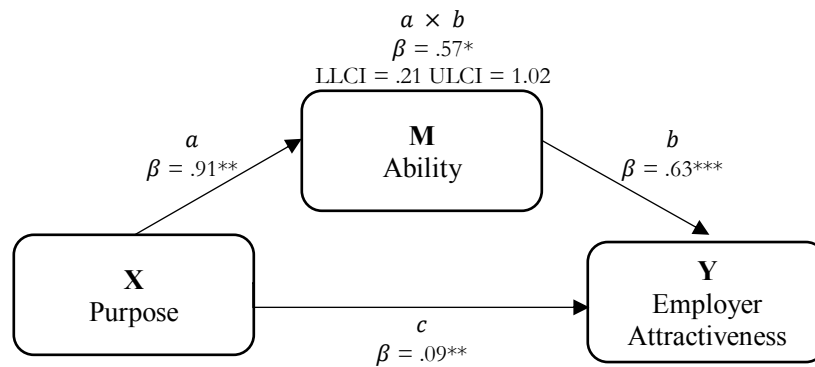 a × b
β = .57*
LLCI = .21 ULCI = 1.02
M
Ability
a
β = .91**
b
β = .63***
X
Purpose
Y
Employer
Attractiveness
c
β = .09**